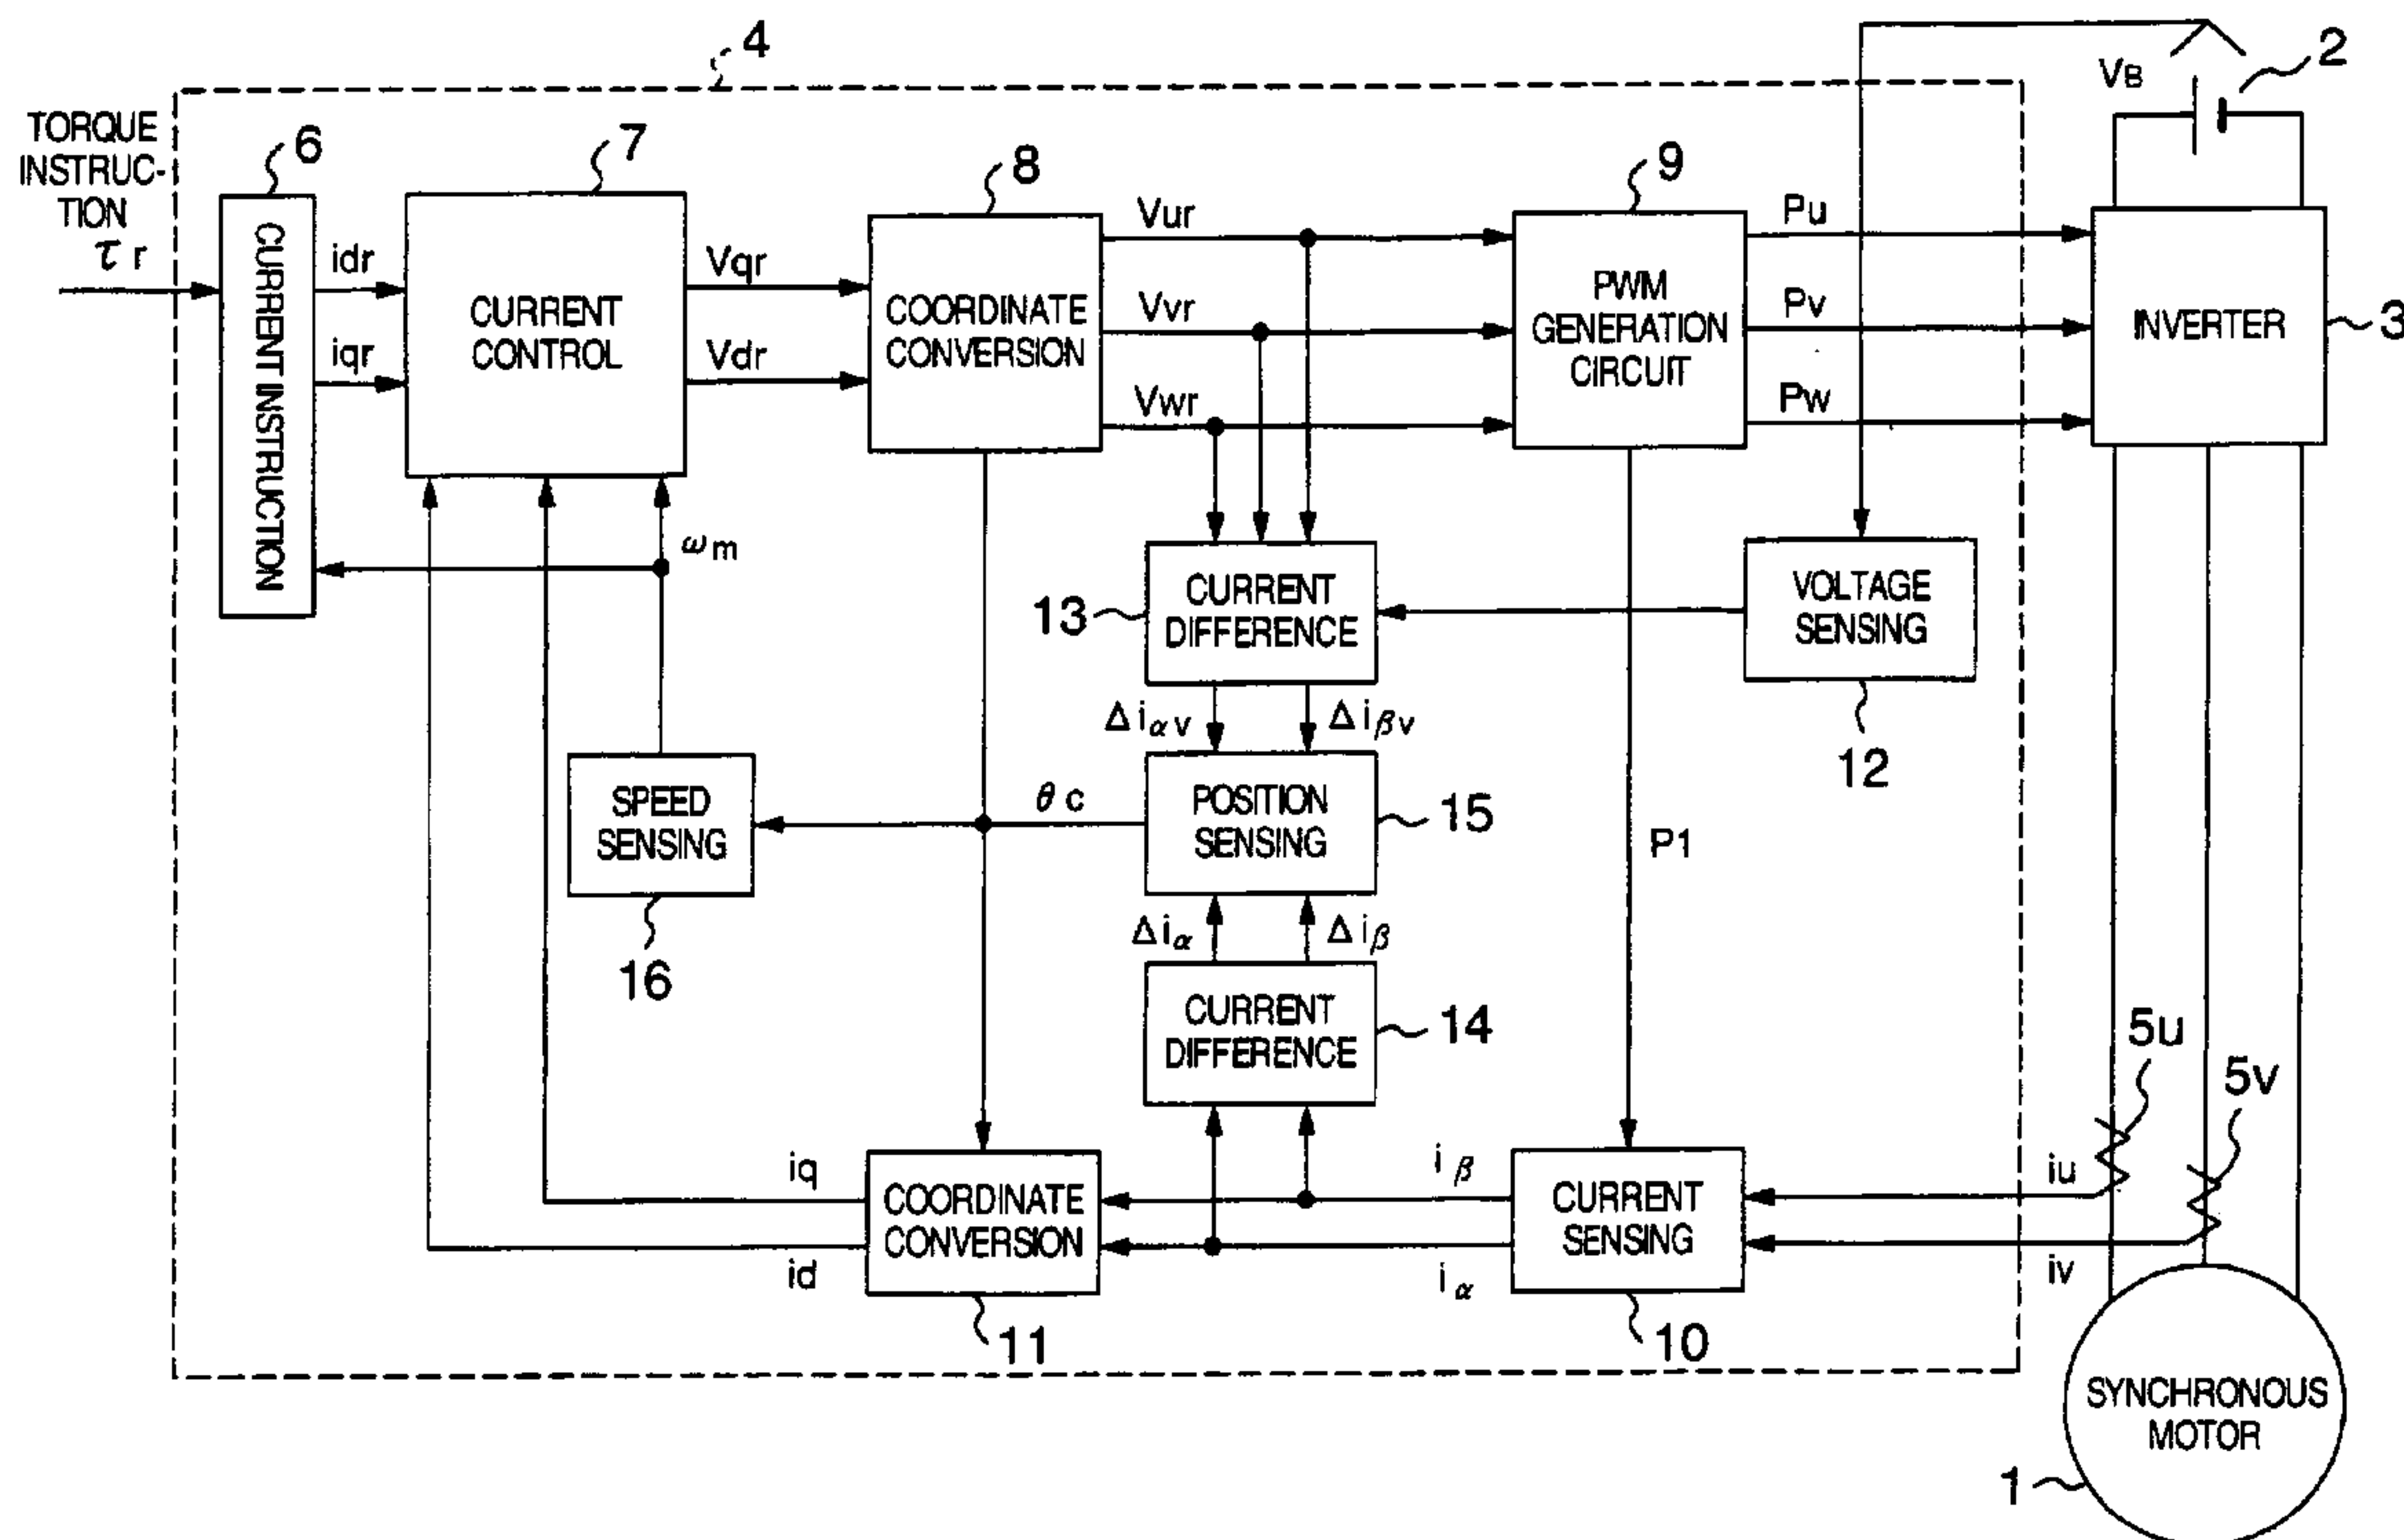 4
2
VB
TORQUE
INSTRUC-
TION
τr
6
7
8
9
CURRENT INSTRUCTION
idr
iqr
CURRENT
CONTROL
Vqr
Vdr
COORDINATE
CONVERSION
Vur
Vvr
Vwr
PWM
GENERATION
CIRCUIT
Pu
Pv
Pw
INVERTER
3
ωm
13
CURRENT
DIFFERENCE
VOLTAGE
SENSING
12
Δiαv
Δiβv
SPEED
SENSING
16
θc
POSITION
SENSING
15
P1
Δiα
Δiβ
CURRENT
DIFFERENCE
14
5u
5v
iq
id
COORDINATE
CONVERSION
11
iβ
iα
CURRENT
SENSING
10
iu
iv
SYNCHRONOUS
MOTOR
1